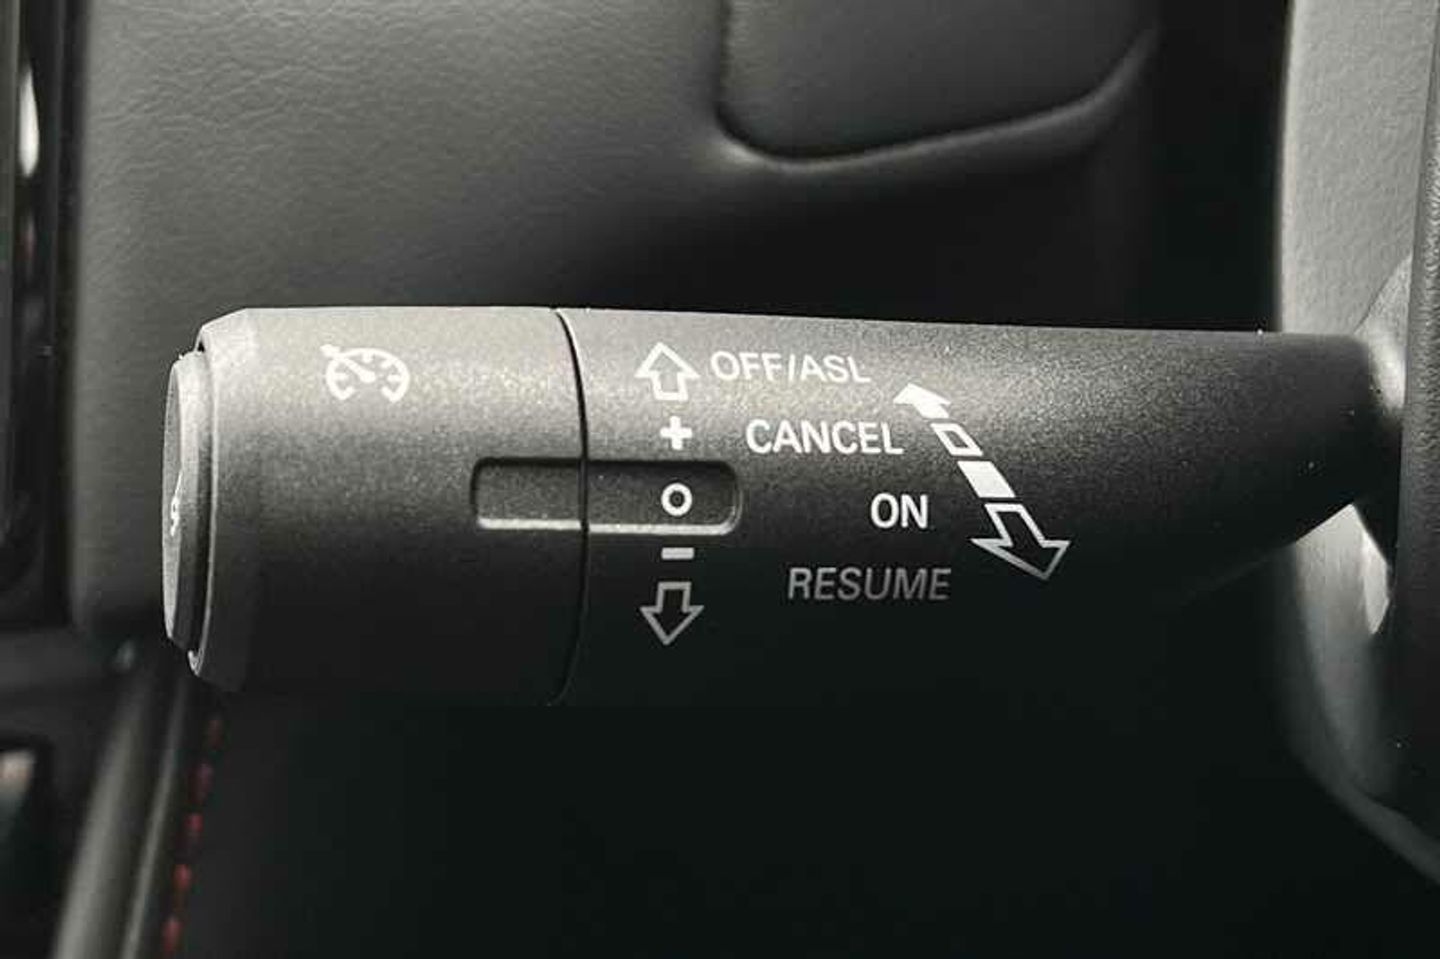 OFF/ASL
+ CANCEL
O ON
-
RESUME